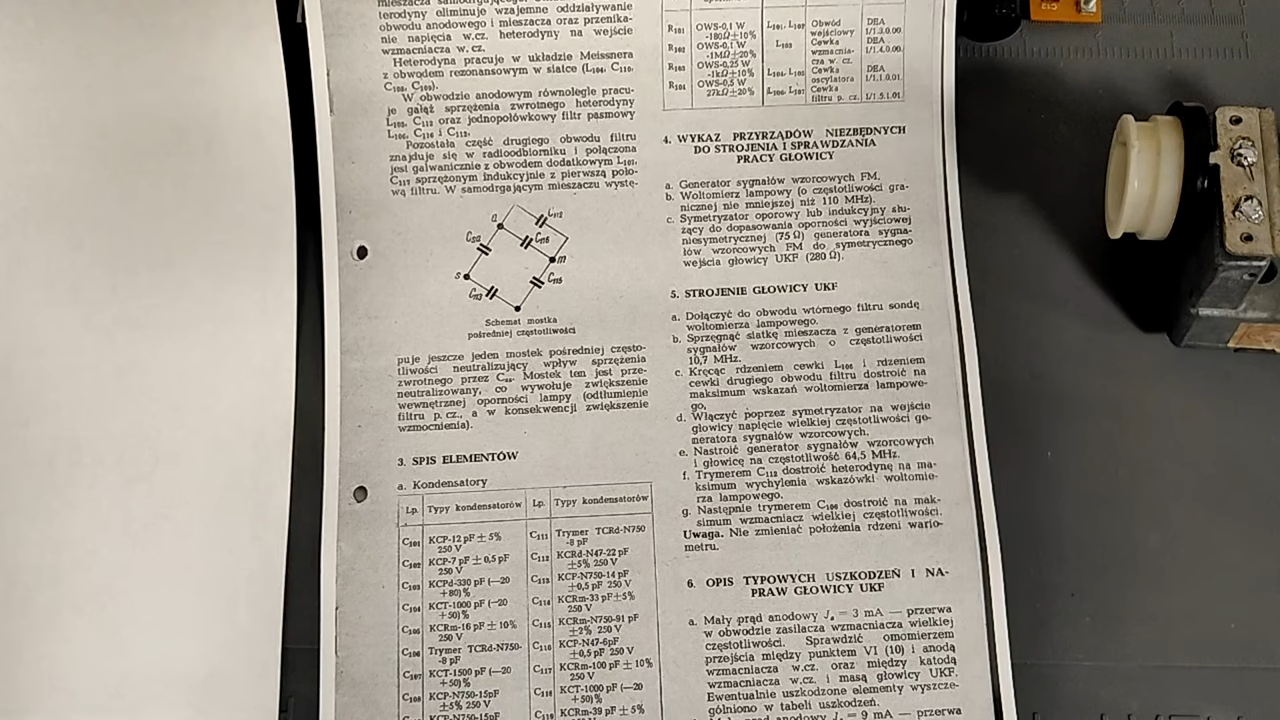 mieszacza samodrgającego.
terodyny eliminuje wzajemne oddziaływanie
obwodu anodowego i mieszacza oraz przenika-
nie napięcia w.cz. heterodyny na wejście
wzmacniacza w. cz.
Heterodyna pracuje w układzie Meissnera
z obwodem rezonansowym w siatce (L₁₀₄, C₁₁₀,
C₁₀₈, C₁₀₉).
W obwodzie anodowym równolegle pracu-
je gałąź sprzężenia zwrotnego heterodyny
L₁₀₅, C₁₁₂ oraz jednopołówkowy filtr pasmowy
L₁₀₆, C₁₁₆ i C₁₁₃.
Pozostała część drugiego obwodu filtru
znajduje się w radioodbiorniku i połączona
jest galwanicznie z obwodem dodatkowym L₁₀₇,
C₁₁₇ sprzężonym indukcyjnie z pierwszą poło-
wą filtru. W samodrgającym mieszaczu wystę-
a
C₁₁₂
Csa
C₁₁₆
m
s
C₁₁₃
C₁₁₅
Schemat mostka
pośredniej częstotliwości
puje jeszcze jeden mostek pośredniej często-
tliwości neutralizujący wpływ sprzężenia
zwrotnego przez Cₐₛ. Mostek ten jest prze-
neutralizowany, co wywołuje zwiększenie
wewnętrznej oporności lampy (odtłumienie
filtru p. cz., a w konsekwencji zwiększenie
wzmocnienia).
3. SPIS ELEMENTÓW
a. Kondensatory
Lp. Typy kondensatorów Lp. Typy kondensatorów
C₁₀₁ KCP-12 pF ± 5% 250 V
C₁₀₂ KCP-7 pF ± 0,5 pF 250 V
C₁₀₃ KCPd-330 pF (—20 +80)%
C₁₀₄ KCT-1000 pF (—20 +50)%
C₁₀₅ KCRm-16 pF ± 10% 250 V
C₁₀₆ Trymer TCRd-N750-8 pF
C₁₀₇ KCT-1500 pF (—20 +50)%
C₁₀₈ KCP-N750-15pF ±5% 250 V
KCP-N750-15pF
C₁₁₁ Trymer TCRd-N750-8 pF
C₁₁₂ KCRd-N47-22 pF ±5% 250 V
C₁₁₃ KCP-N750-14 pF ±0,5 pF 250 V
C₁₁₄ KCRm-33 pF±5% 250 V
C₁₁₅ KCRm-N750-91 pF ±2% 250 V
C₁₁₆ KCP-N47-6pF ±0,5 pF 250 V
C₁₁₇ KCRm-100 pF ± 10% 250 V
C₁₁₈ KCT-1000 pF (—20 +50)%
C₁₁₉ KCRm-39 pF ± 5%
R₁₀₁ OWS-0,1 W -180Ω±10%
R₁₀₂ OWS-0,1 W -1MΩ±20%
R₁₀₃ OWS-0,25 W -1kΩ±10%
R₁₀₄ OWS-0,5 W 27kΩ±20%
L₁₀₁, L₁₀₂ Obwód wejściowy DEA 1/1.3.0.00.
L₁₀₃ Cewka wzmacnia-cza w. cz. DEA 1/1.4.0.00.
L₁₀₄, L₁₀₅ Cewka oscylatora DEA 1/1.1.0.01.
L₁₀₆, L₁₀₇ Cewka filtru p. cz. 1/1.5.1.01.
4. WYKAZ PRZYRZĄDÓW NIEZBĘDNYCH
DO STROJENIA I SPRAWDZANIA
PRACY GŁOWICY
a. Generator sygnałów wzorcowych FM,
b. Woltomierz lampowy (o częstotliwości gra-
nicznej nie mniejszej niż 110 MHz).
c. Symetryzator oporowy lub indukcyjny słu-
żący do dopasowania oporności wyjściowej
niesymetrycznej (75 Ω) generatora sygna-
łów wzorcowych FM do symetrycznego
wejścia głowicy UKF (280 Ω).
5. STROJENIE GŁOWICY UKF
a. Dołączyć do obwodu wtórnego filtru sondę
woltomierza lampowego.
b. Sprzęgnąć siatkę mieszacza z generatorem
sygnałów wzorcowych o częstotliwości
10,7 MHz.
c. Kręcąc rdzeniem cewki L₁₀₆ i rdzeniem
cewki drugiego obwodu filtru dostroić na
maksimum wskazań woltomierza lampowe-
go.
d. Włączyć poprzez symetryzator na wejście
głowicy napięcie wielkiej częstotliwości ge-
neratora sygnałów wzorcowych.
e. Nastroić generator sygnałów wzorcowych
i głowicę na częstotliwość 64,5 MHz.
f. Trymerem C₁₁₂ dostroić heterodynę na ma-
ksimum wychylenia wskazówki woltomie-
rza lampowego.
g. Następnie trymerem C₁₀₆ dostroić na mak-
simum wzmacniacz wielkiej częstotliwości.
Uwaga. Nie zmieniać położenia rdzeni wario-
metru.
6. OPIS TYPOWYCH USZKODZEŃ I NA-
PRAW GŁOWICY UKF
a. Mały prąd anodowy Jₐ = 3 mA — przerwa
w obwodzie zasilacza wzmacniacza wielkiej
częstotliwości. Sprawdzić omomierzem
przejścia między punktem VI (10) i anodą
wzmacniacza w.cz. oraz między katodą
wzmacniacza w.cz. i masą głowicy UKF.
Ewentualnie uszkodzone elementy wyszcze-
gólniono w tabeli uszkodzeń.
prąd anodowy Jₐ = 9 mA — przerwa